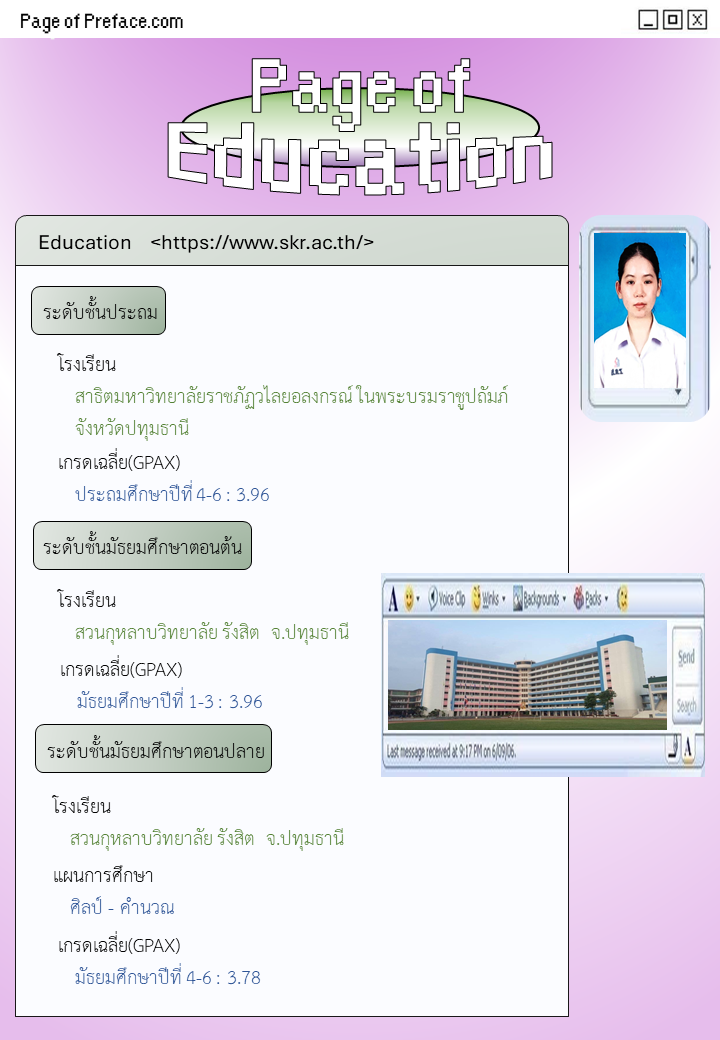 Page of Preface.com
Page of
Education
Education <https://www.skr.ac.th/>
ระดับชั้นประถม
โรงเรียน
สาธิตมหาวิทยาลัยราชภัฏวไลยอลงกรณ์ ในพระบรมราชูปถัมภ์
จังหวัดปทุมธานี
เกรดเฉลี่ย(GPAX)
ประถมศึกษาปีที่ 4-6 : 3.96
ระดับชั้นมัธยมศึกษาตอนต้น
โรงเรียน
สวนกุหลาบวิทยาลัย รังสิต จ.ปทุมธานี
เกรดเฉลี่ย(GPAX)
มัธยมศึกษาปีที่ 1-3 : 3.96
A Voice Clip Winks Backgrounds Packs
Send
Search
Last message received at 9:17 PM on 6/09/06.
A
ระดับชั้นมัธยมศึกษาตอนปลาย
โรงเรียน
สวนกุหลาบวิทยาลัย รังสิต จ.ปทุมธานี
แผนการศึกษา
ศิลป์ - คำนวณ
เกรดเฉลี่ย(GPAX)
มัธยมศึกษาปีที่ 4-6 : 3.78